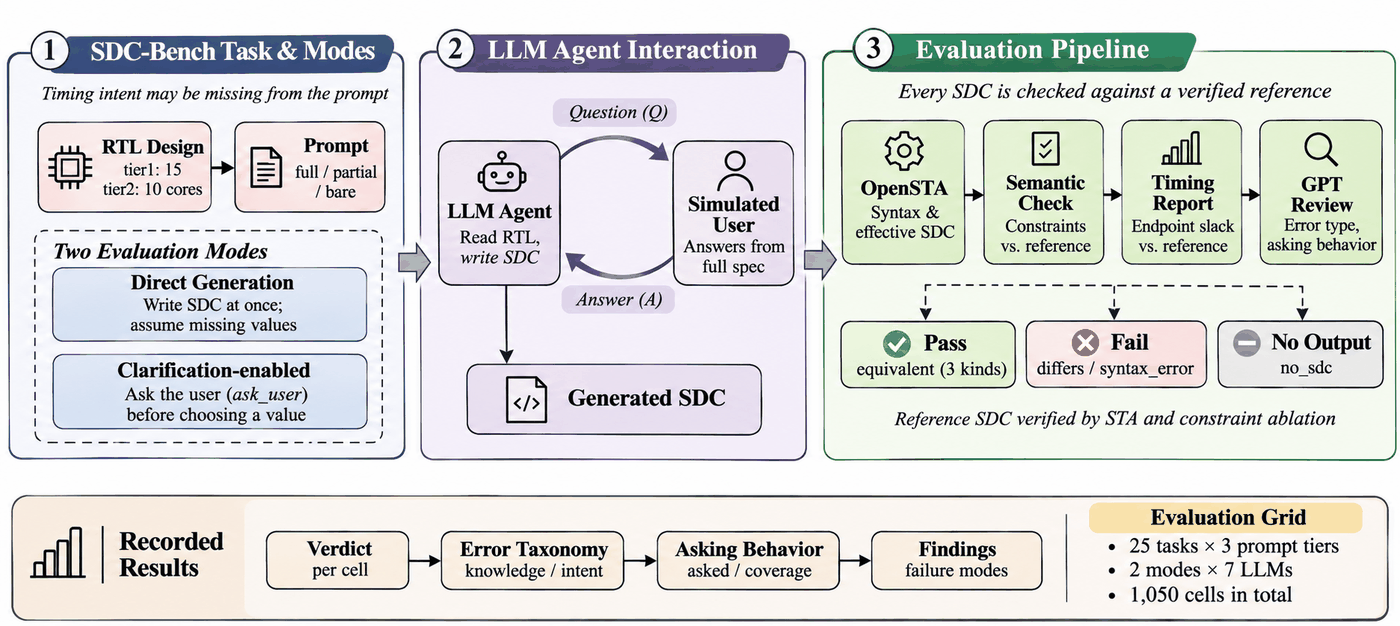 1 SDC-Bench Task & Modes
Timing intent may be missing from the prompt
RTL Design
tier1: 15
tier2: 10 cores
Prompt
full / partial
/ bare
Two Evaluation Modes
Direct Generation
Write SDC at once;
assume missing values
Clarification-enabled
Ask the user (ask_user)
before choosing a value
2 LLM Agent Interaction
Question (Q)
LLM Agent
Read RTL,
write SDC
Simulated
User
Answers from
full spec
Answer (A)
</> Generated SDC
3 Evaluation Pipeline
Every SDC is checked against a verified reference
OpenSTA
Syntax &
effective SDC
Semantic
Check
Constraints
vs. reference
Timing
Report
Endpoint slack
vs. reference
GPT
Review
Error type,
asking behavior
Pass
equivalent (3 kinds)
Fail
differs / syntax_error
No Output
no_sdc
Reference SDC verified by STA and constraint ablation
Recorded
Results
Verdict
per cell
Error Taxonomy
knowledge / intent
Asking Behavior
asked / coverage
Findings
failure modes
Evaluation Grid
• 25 tasks × 3 prompt tiers
• 2 modes × 7 LLMs
• 1,050 cells in total